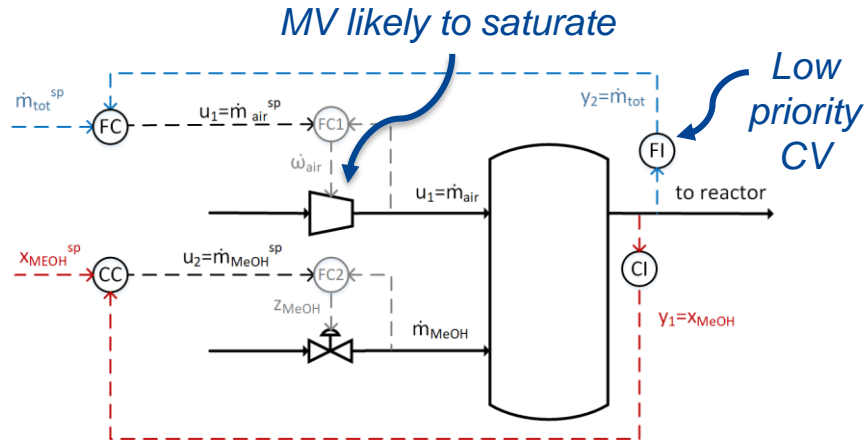 MV likely to saturate
Low
priority
CV
ṁtot^sp
FC
u₁=ṁ air^sp
FC1
y₂=ṁtot
FI
ω̇air
u₁=ṁair
to reactor
xMEOH^sp
CC
u₂=ṁMeOH^sp
FC2
CI
zMeOH
ṁMeOH
y₁=xMeOH